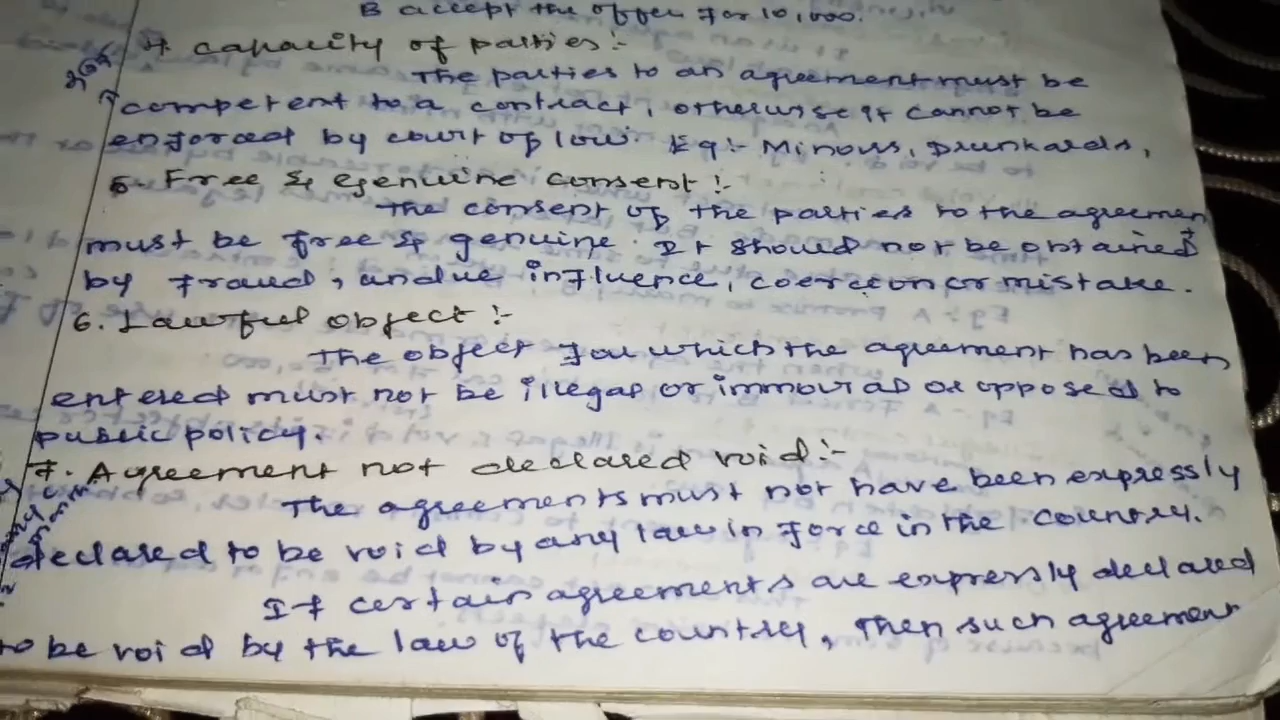 B accept the offer for 10,000.
4. capacity of parties :-
The parties to an agreement must be
competent to a contract, otherwise it cannot be
enforced by court of law. Eg :- Minors, Drunkards,
5. Free & genuine consent :-
The consent of the parties to the agreement
must be free & genuine. It should not be obtained
by fraud, undue influence, coercion or mistake.
6. Lawful object :-
The object for which the agreement has been
entered must not be illegal or immoral or opposed to
public policy.
7. Agreement not declared void :-
The agreements must not have been expressly
declared to be void by any law in force in the country.
If certain agreements are expressly declared
to be void by the law of the country, then such agreement